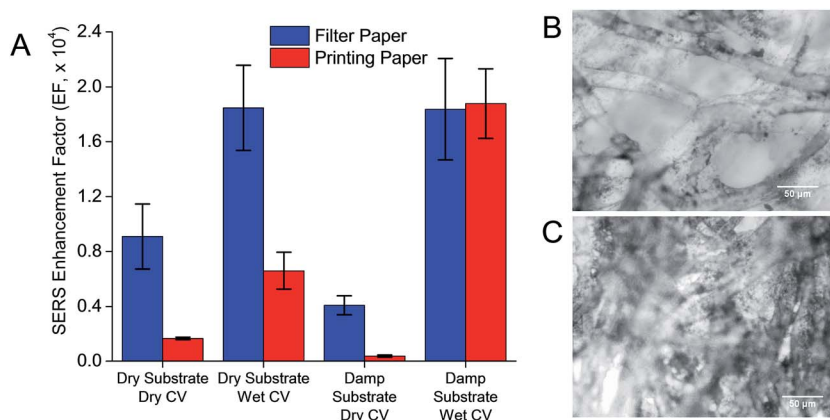 A
SERS Enhancement Factor (EF, x 10⁴)
2.4
2.0
1.6
1.2
0.8
0.4
0.0
Filter Paper
Printing Paper
Dry Substrate
Dry CV
Dry Substrate
Wet CV
Damp
Substrate
Dry CV
Damp
Substrate
Wet CV
B
50 µm
C
50 µm